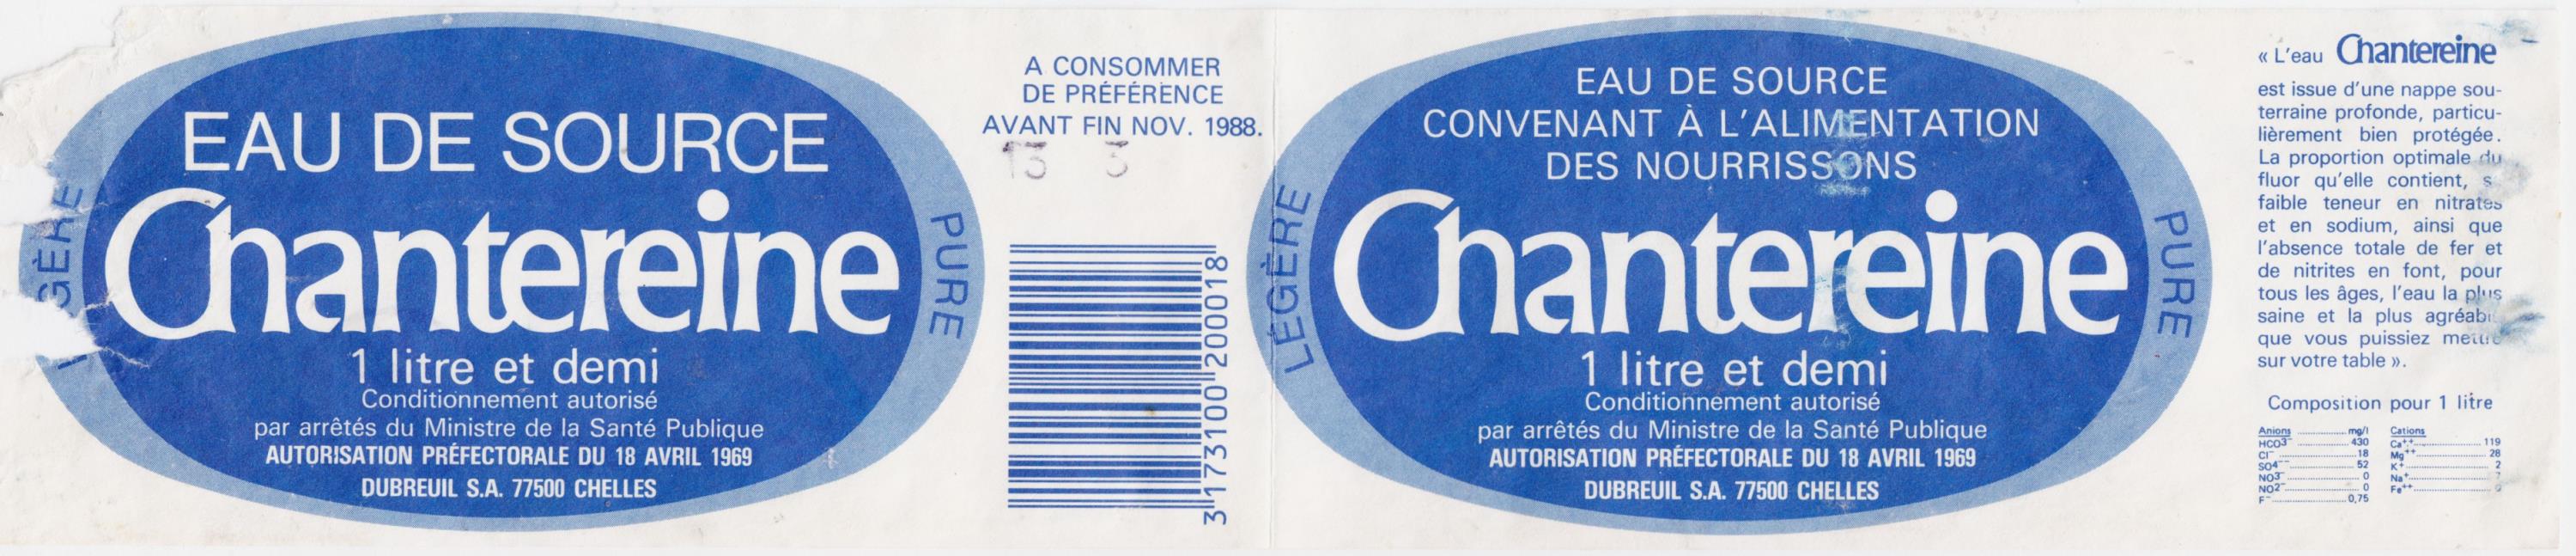 EAU DE SOURCE
Chantereine
1 litre et demi
Conditionnement autorisé
par arrêtés du Ministre de la Santé Publique
AUTORISATION PRÉFECTORALE DU 18 AVRIL 1969
DUBREUIL S.A. 77500 CHELLES
PURE
A CONSOMMER
DE PRÉFÉRENCE
AVANT FIN NOV. 1988.
13 3
3 173100 200018
LÉGÈRE
EAU DE SOURCE
CONVENANT À L'ALIMENTATION
DES NOURRISSONS
Chantereine
1 litre et demi
Conditionnement autorisé
par arrêtés du Ministre de la Santé Publique
AUTORISATION PRÉFECTORALE DU 18 AVRIL 1969
DUBREUIL S.A. 77500 CHELLES
PURE
« L'eau Chantereine
est issue d'une nappe sou-
terraine profonde, particu-
lièrement bien protégée.
La proportion optimale du
fluor qu'elle contient,
faible teneur en nitrates
et en sodium, ainsi que
l'absence totale de fer et
de nitrites en font, pour
tous les âges, l'eau la plus
saine et la plus
que vous puissiez mettre
sur votre table ».
Composition pour 1 litre
Anions mg/l Cations
HCO3⁻ 430 Ca⁺⁺ 119
Cl⁻ 18 Mg⁺⁺ 28
SO4⁻⁻ 52 K⁺ 2
NO3⁻ 0 Na⁺
NO2⁻ 0 Fe⁺⁺
F⁻ 0,75